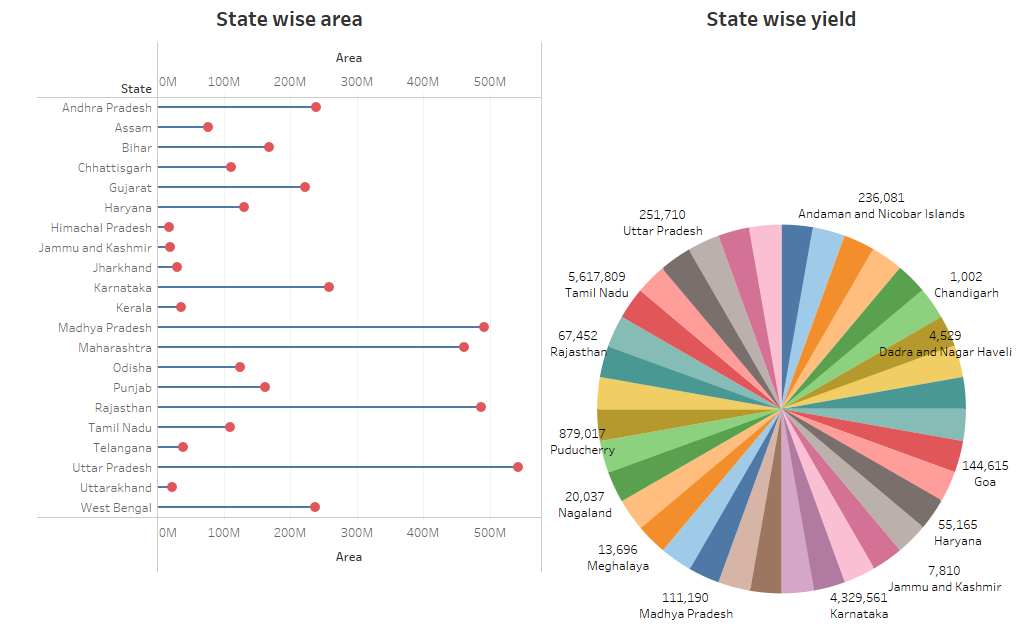 State wise area
Area
0M 100M 200M 300M 400M 500M
State
Andhra Pradesh
Assam
Bihar
Chhattisgarh
Gujarat
Haryana
Himachal Pradesh
Jammu and Kashmir
Jharkhand
Karnataka
Kerala
Madhya Pradesh
Maharashtra
Odisha
Punjab
Rajasthan
Tamil Nadu
Telangana
Uttar Pradesh
Uttarakhand
West Bengal
0M 100M 200M 300M 400M 500M
Area
State wise yield
236,081
Andaman and Nicobar Islands
1,002
Chandigarh
4,529
Dadra and Nagar Haveli
144,615
Goa
55,165
Haryana
7,810
Jammu and Kashmir
4,329,561
Karnataka
111,190
Madhya Pradesh
13,696
Meghalaya
20,037
Nagaland
879,017
Puducherry
67,452
Rajasthan
5,617,809
Tamil Nadu
251,710
Uttar Pradesh